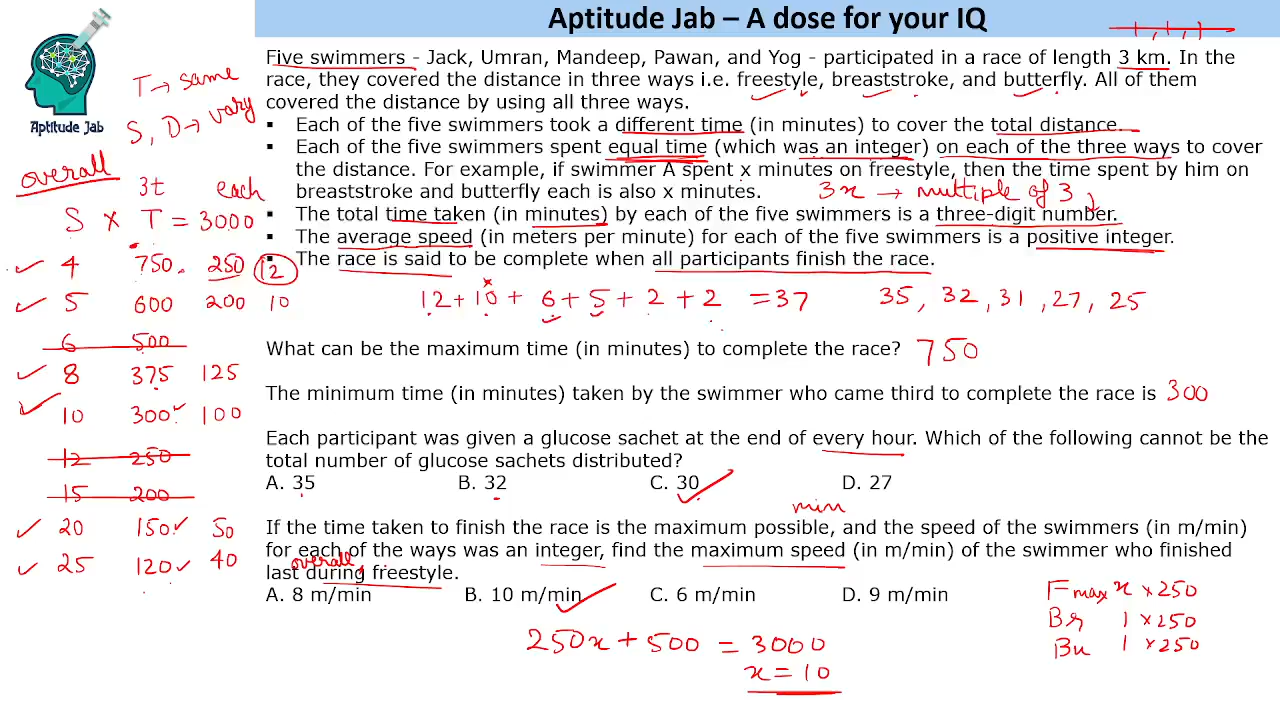 Aptitude Jab – A dose for your IQ
Aptitude Jab
T → same
S, D → vary
overall
3t each
S × T = 3000
4 750 250 12
5 600 200 10
6 500
8 375 125
10 300 100
12 250
15 200
20 150 50
25 120 40
Five swimmers - Jack, Umran, Mandeep, Pawan, and Yog - participated in a race of length 3 km. In the
race, they covered the distance in three ways i.e. freestyle, breaststroke, and butterfly. All of them
covered the distance by using all three ways.
▪ Each of the five swimmers took a different time (in minutes) to cover the total distance.
▪ Each of the five swimmers spent equal time (which was an integer) on each of the three ways to cover
the distance. For example, if swimmer A spent x minutes on freestyle, then the time spent by him on
breaststroke and butterfly each is also x minutes.
3x → multiple of 3
▪ The total time taken (in minutes) by each of the five swimmers is a three-digit number.
▪ The average speed (in meters per minute) for each of the five swimmers is a positive integer.
▪ The race is said to be complete when all participants finish the race.
12 + 10 + 6 + 5 + 2 + 2 = 37 35, 32, 31, 27, 25
What can be the maximum time (in minutes) to complete the race? 750
The minimum time (in minutes) taken by the swimmer who came third to complete the race is 300
Each participant was given a glucose sachet at the end of every hour. Which of the following cannot be the
total number of glucose sachets distributed?
A. 35 B. 32 C. 30 D. 27
min
If the time taken to finish the race is the maximum possible, and the speed of the swimmers (in m/min)
for each of the ways was an integer, find the maximum speed (in m/min) of the swimmer who finished
overall,
last during freestyle.
A. 8 m/min B. 10 m/min C. 6 m/min D. 9 m/min
250x + 500 = 3000
x = 10
Fmax x × 250
Br 1 × 250
Bu 1 × 250